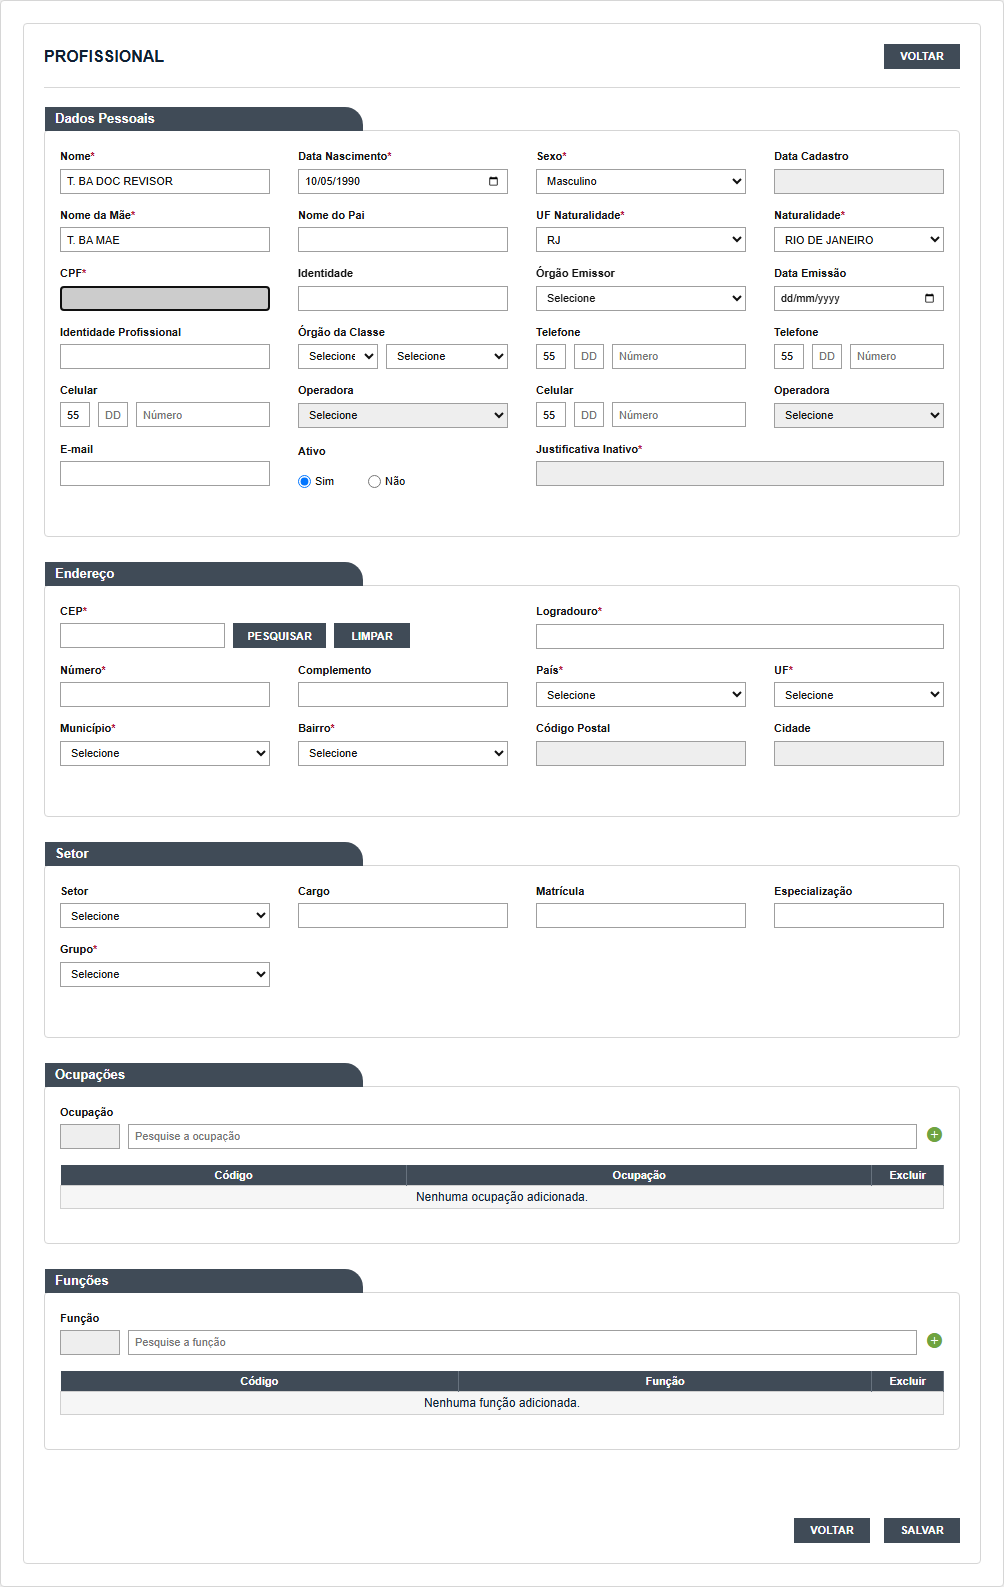 PROFISSIONAL VOLTAR
Dados Pessoais
Nome* Data Nascimento* Sexo* Data Cadastro
T. BA DOC REVISOR 10/05/1990 Masculino
Nome da Mãe* Nome do Pai UF Naturalidade* Naturalidade*
T. BA MAE RJ RIO DE JANEIRO
CPF* Identidade Órgão Emissor Data Emissão
Selecione dd/mm/yyyy
Identidade Profissional Órgão da Classe Telefone Telefone
Selecione Selecione 55 DD Número 55 DD Número
Celular Operadora Celular Operadora
55 DD Número Selecione 55 DD Número Selecione
E-mail Ativo Justificativa Inativo*
Sim Não
Endereço
CEP* Logradouro*
PESQUISAR LIMPAR
Número* Complemento País* UF*
Selecione Selecione
Município* Bairro* Código Postal Cidade
Selecione Selecione
Setor
Setor Cargo Matrícula Especialização
Selecione
Grupo*
Selecione
Ocupações
Ocupação
Pesquise a ocupação
Código Ocupação Excluir
Nenhuma ocupação adicionada.
Funções
Função
Pesquise a função
Código Função Excluir
Nenhuma função adicionada.
VOLTAR SALVAR